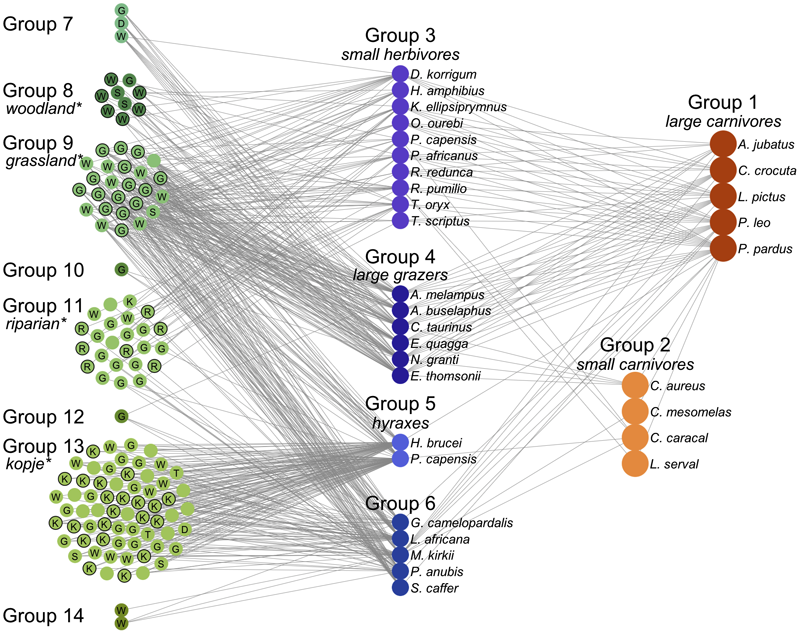 Group 7
G
D
W
Group 8
woodland*
W G
W S W
W S W
W
Group 9
grassland*
G G G
W W G W
G G W G G
G G G G W
W G G G S
W G W
Group 10
G
Group 11
riparian*
K
W G W R
R G G G R
R G R G G
R G G R
G G G
Group 12
G
Group 13
kopje*
K W G
G G G W T
K K K G W W
W G K K K K K
G K K K K
K K G K G G T D
G W T G G
S W W W K S
K K
Group 14
W
W
Group 3
small herbivores
D. korrigum
H. amphibius
K. ellipsiprymnus
O. ourebi
P. capensis
P. africanus
R. redunca
R. pumilio
T. oryx
T. scriptus
Group 4
large grazers
A. melampus
A. buselaphus
C. taurinus
E. quagga
N. granti
E. thomsonii
Group 5
hyraxes
H. brucei
P. capensis
Group 6
G. camelopardalis
L. africana
M. kirkii
P. anubis
S. caffer
Group 1
large carnivores
A. jubatus
C. crocuta
L. pictus
P. leo
P. pardus
Group 2
small carnivores
C. aureus
C. mesomelas
C. caracal
L. serval